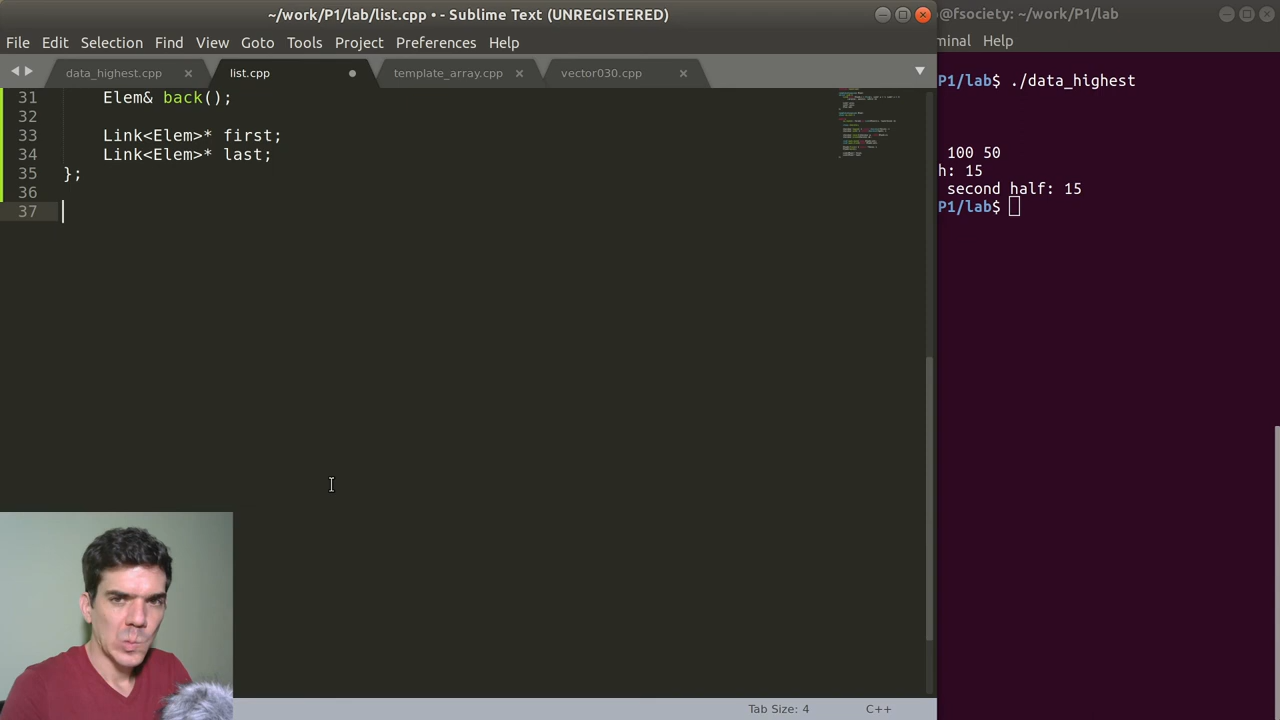 ~/work/P1/lab/list.cpp • - Sublime Text (UNREGISTERED)
@fsociety: ~/work/P1/lab
File Edit Selection Find View Goto Tools Project Preferences Help
minal Help
data_highest.cpp × list.cpp template_array.cpp × vector030.cpp ×
31 Elem& back();
32
33 Link<Elem>* first;
34 Link<Elem>* last;
35 };
36
37
P1/lab$ ./data_highest
100 50
h: 15
second half: 15
P1/lab$
Tab Size: 4 C++